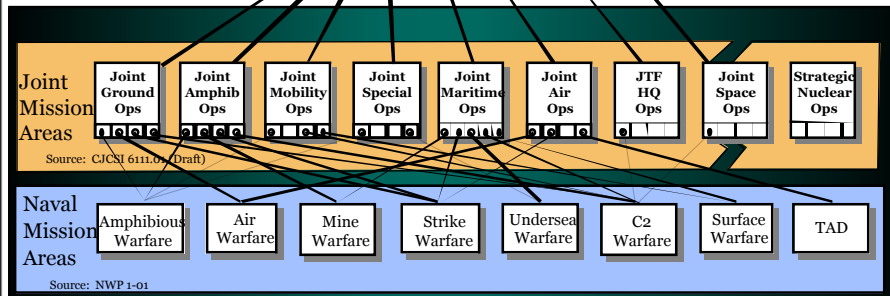 Joint
Mission
Areas
Joint
Ground
Ops
Joint
Amphib
Ops
Joint
Mobility
Ops
Joint
Special
Ops
Joint
Maritime
Ops
Joint
Air
Ops
JTF
HQ
Ops
Joint
Space
Ops
Strategic
Nuclear
Ops
Source: CJCSI 6111.01 (Draft)
Naval
Mission
Areas
Amphibious
Warfare
Air
Warfare
Mine
Warfare
Strike
Warfare
Undersea
Warfare
C2
Warfare
Surface
Warfare
TAD
Source: NWP 1-01